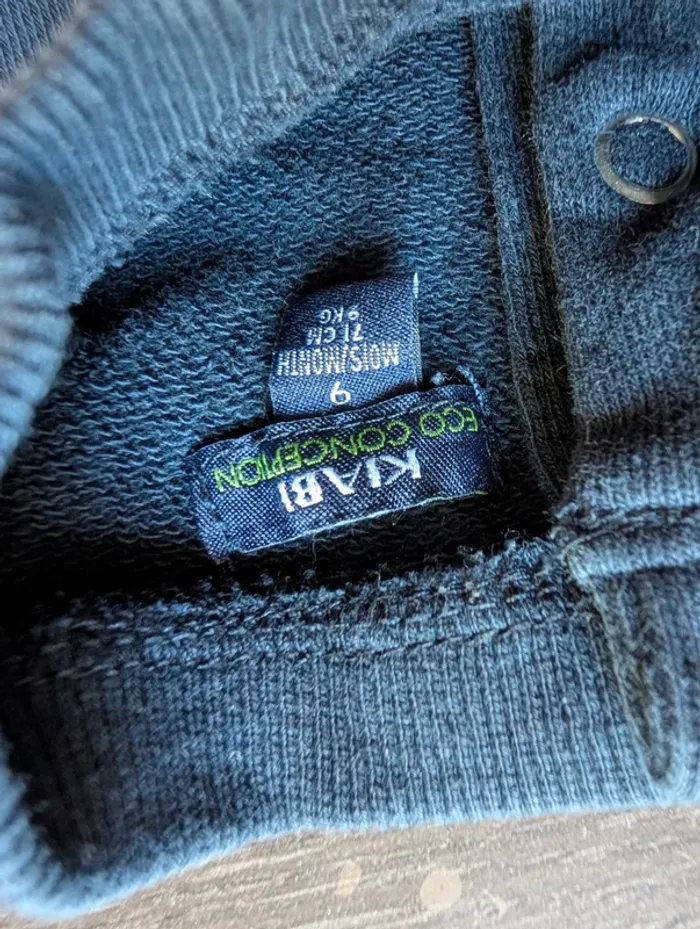 KIABI
ECO CONCEPTION
9
MOIS/MONTH
71 CM
9 KG